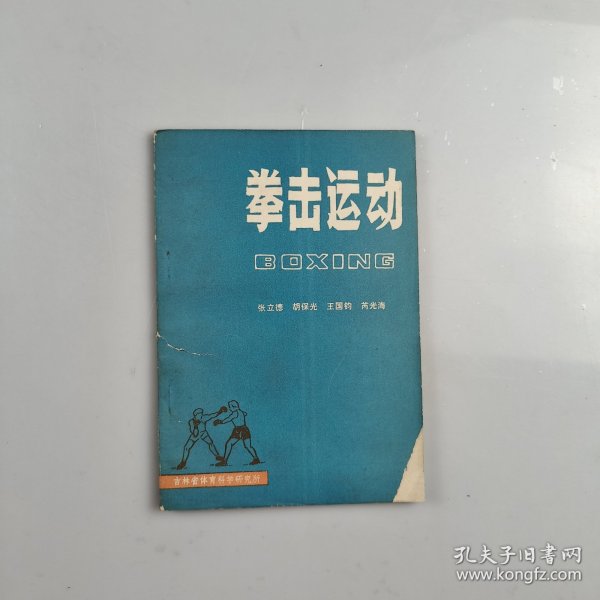 拳击运动
BOXING
张立德 胡保光 王国钧 芮光海
吉林省体育科学研究所
孔夫子旧书网
www.kongfz.com